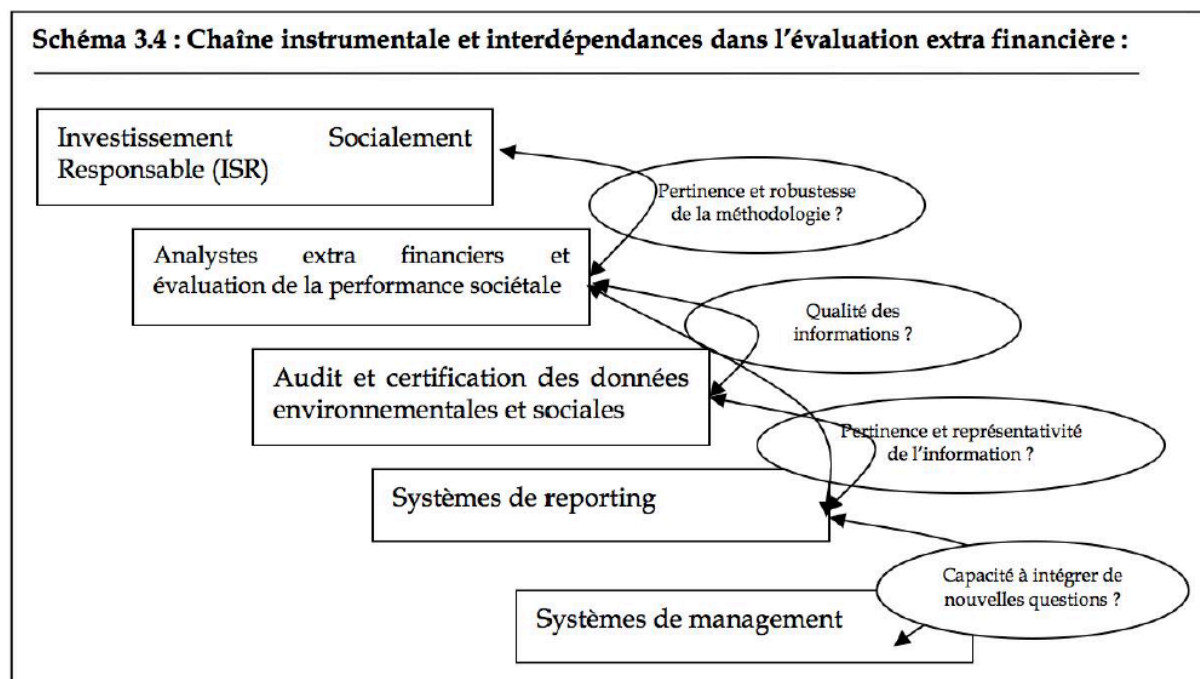 Schéma 3.4 : Chaîne instrumentale et interdépendances dans l'évaluation extra financière :
Investissement Socialement
Responsable (ISR)
Pertinence et robustesse
de la méthodologie ?
Analystes extra financiers et
évaluation de la performance sociétale
Qualité des
informations ?
Audit et certification des données
environnementales et sociales
Pertinence et représentativité
de l'information ?
Systèmes de reporting
Capacité à intégrer de
nouvelles questions ?
Systèmes de management